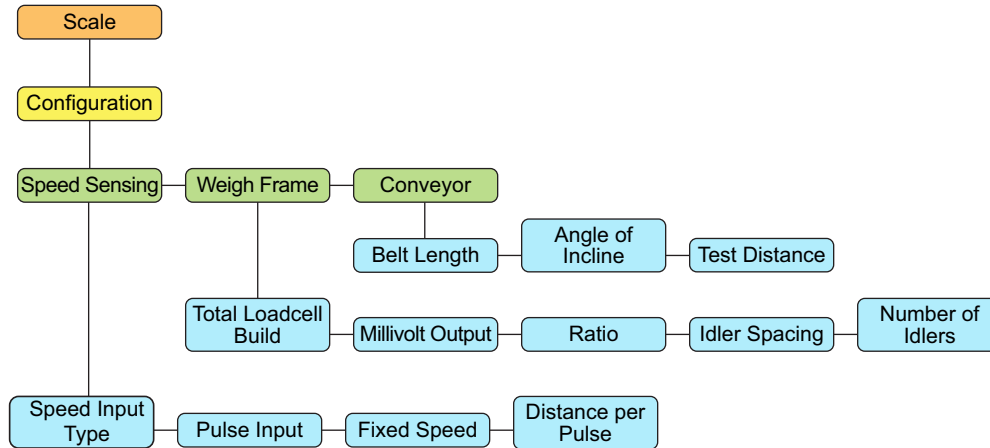 Scale
Configuration
Speed Sensing
Weigh Frame
Conveyor
Belt Length
Angle of
Incline
Test Distance
Total Loadcell
Build
Millivolt Output
Ratio
Idler Spacing
Number of
Idlers
Speed Input
Type
Pulse Input
Fixed Speed
Distance per
Pulse